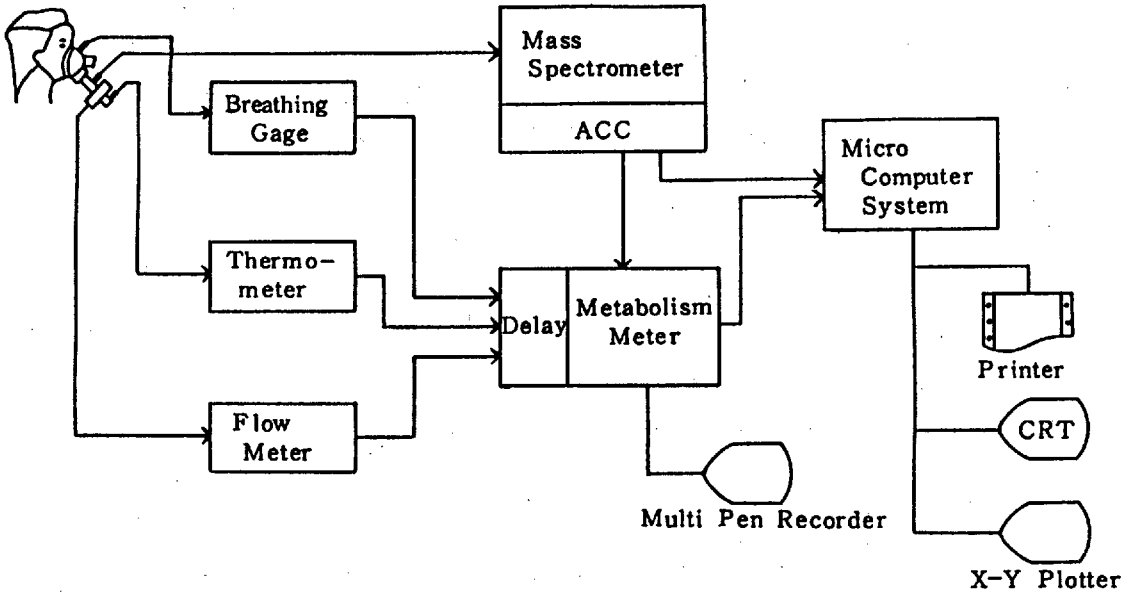 Mass
Spectrometer
ACC
Breathing
Gage
Micro
Computer
System
Thermo-
meter
Delay
Metabolism
Meter
Printer
Flow
Meter
CRT
Multi Pen Recorder
X-Y Plotter